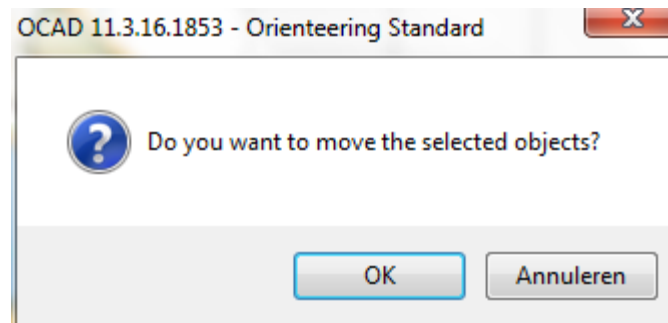 OCAD 11.3.16.1853 - Orienteering Standard
Do you want to move the selected objects?
OK
Annuleren